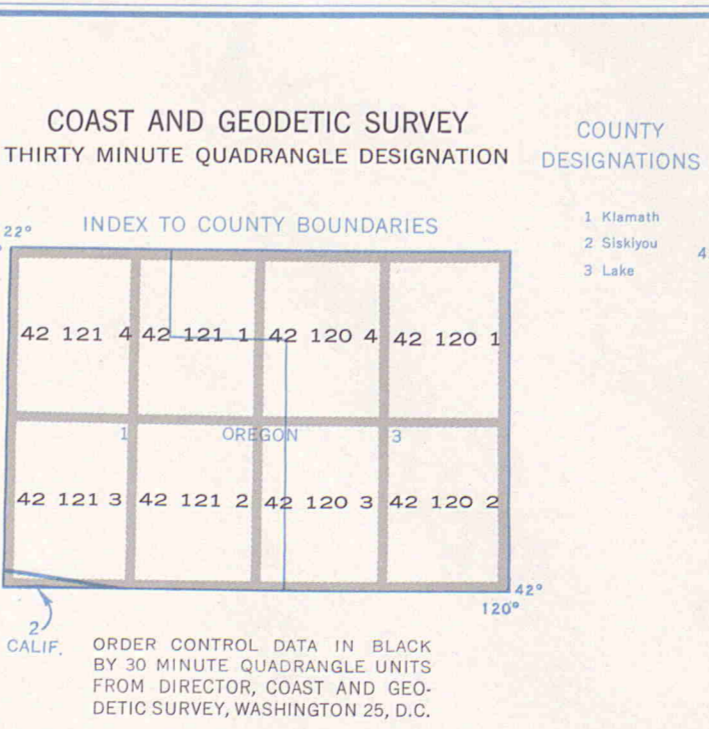 COAST AND GEODETIC SURVEY
THIRTY MINUTE QUADRANGLE DESIGNATION
COUNTY
DESIGNATIONS
1 Klamath
2 Siskiyou
3 Lake
4
INDEX TO COUNTY BOUNDARIES
22°
42 121 4 42 121 1 42 120 4 42 120 1
1 OREGON 3
42 121 3 42 121 2 42 120 3 42 120 2
42°
120°
2
CALIF.
ORDER CONTROL DATA IN BLACK
BY 30 MINUTE QUADRANGLE UNITS
FROM DIRECTOR, COAST AND GEO-
DETIC SURVEY, WASHINGTON 25, D.C.